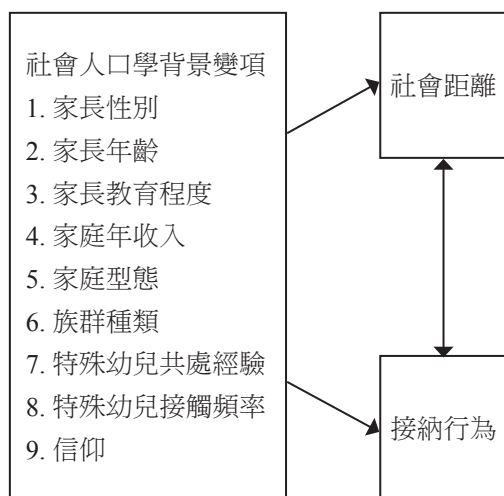 社會人口學背景變項
1. 家長性別
2. 家長年齡
3. 家長教育程度
4. 家庭年收入
5. 家庭型態
6. 族群種類
7. 特殊幼兒共處經驗
8. 特殊幼兒接觸頻率
9. 信仰
社會距離
接納行為